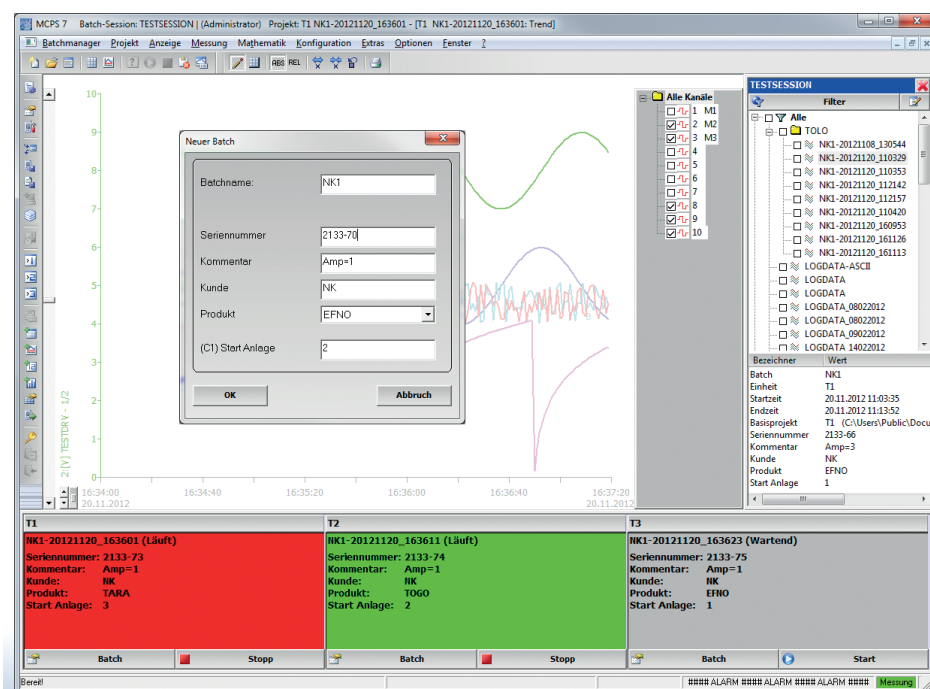 MCPS 7 Batch-Session: TESTSESSION | (Administrator) Projekt: T1 NK1-20121120_163601 - [T1 NK1-20121120_163601: Trend]
Batchmanager Projekt Anzeige Messung Mathematik Konfiguration Extras Optionen Fenster ?
ABS REL
10
9
8
7
6
5
4
3
2
1
0
2:[V] TESTDRV - 1/2
16:34:00 16:34:40 16:35:20 16:36:00 16:36:40 16:37:20
20.11.2012 20.11.2012
Neuer Batch
Batchname: NK1
Seriennummer 2133-70
Kommentar Amp=1
Kunde NK
Produkt EFNO
(C1) Start Anlage 2
OK Abbruch
Alle Kanäle
1 M1
2 M2
3 M3
4
5
6
7
8
9
10
TESTSESSION
Filter
Alle
TOLO
NK1-20121108_130544
NK1-20121120_110329
NK1-20121120_110353
NK1-20121120_112142
NK1-20121120_112157
NK1-20121120_110420
NK1-20121120_160953
NK1-20121120_161126
NK1-20121120_161113
LOGDATA-ASCII
LOGDATA
LOGDATA
LOGDATA_08022012
LOGDATA_08022012
LOGDATA_09022012
LOGDATA 14022012
Bezeichner Wert
Batch NK1
Einheit T1
Startzeit 20.11.2012 11:03:35
Endzeit 20.11.2012 11:13:52
Basisprojekt T1 (C:\Users\Public\Docu
Seriennummer 2133-66
Kommentar Amp=3
Kunde NK
Produkt EFNO
Start Anlage 1
T1
NK1-20121120_163601 (Läuft)
Seriennummer: 2133-73
Kommentar: Amp=1
Kunde: NK
Produkt: TARA
Start Anlage: 3
Batch Stopp
T2
NK1-20121120_163611 (Läuft)
Seriennummer: 2133-74
Kommentar: Amp=1
Kunde: NK
Produkt: TOGO
Start Anlage: 2
Batch Stopp
T3
NK1-20121120_163623 (Wartend)
Seriennummer: 2133-75
Kommentar: Amp=1
Kunde: NK
Produkt: EFNO
Start Anlage: 1
Batch Start
Bereit! #### ALARM #### ALARM #### ALARM #### Messung